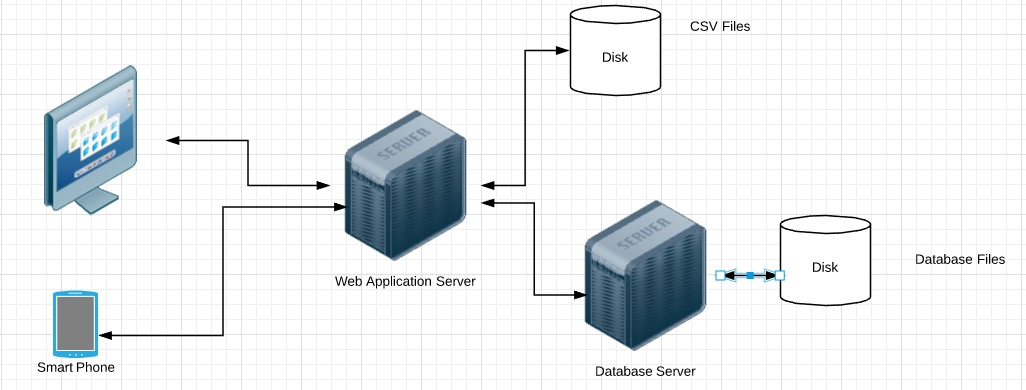 CSV Files
Disk
SERVER
Web Application Server
SERVER
Disk
Database Files
Smart Phone
Database Server